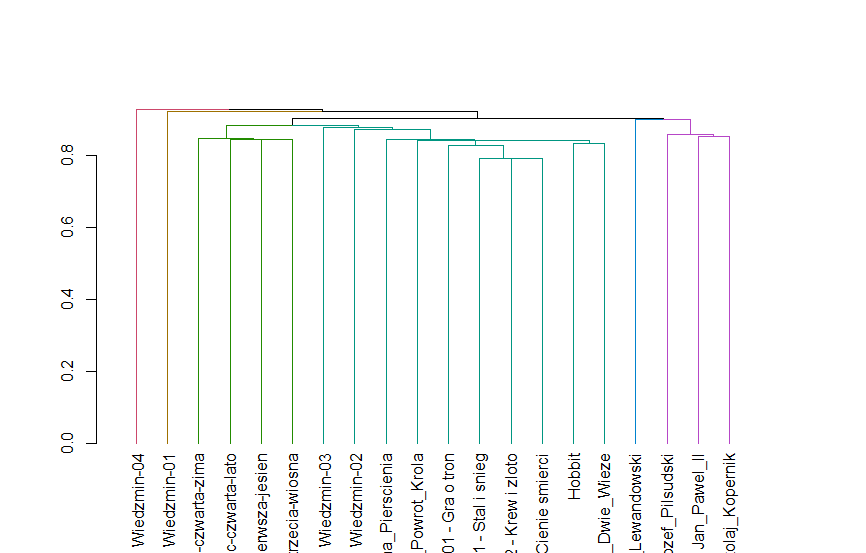 0.8
0.6
0.4
0.2
0.0
Wiedzmin-04
Wiedzmin-01
-czwarta-zima
c-czwarta-lato
erwsza-jesien
trzecia-wiosna
Wiedzmin-03
Wiedzmin-02
na_Pierscienia
_Powrot_Krola
01 - Gra o tron
1 - Stal i snieg
2 - Krew i zloto
Cienie smierci
Hobbit
_Dwie_Wieze
_Lewandowski
ozef_Pilsudski
Jan_Pawel_II
olaj_Kopernik